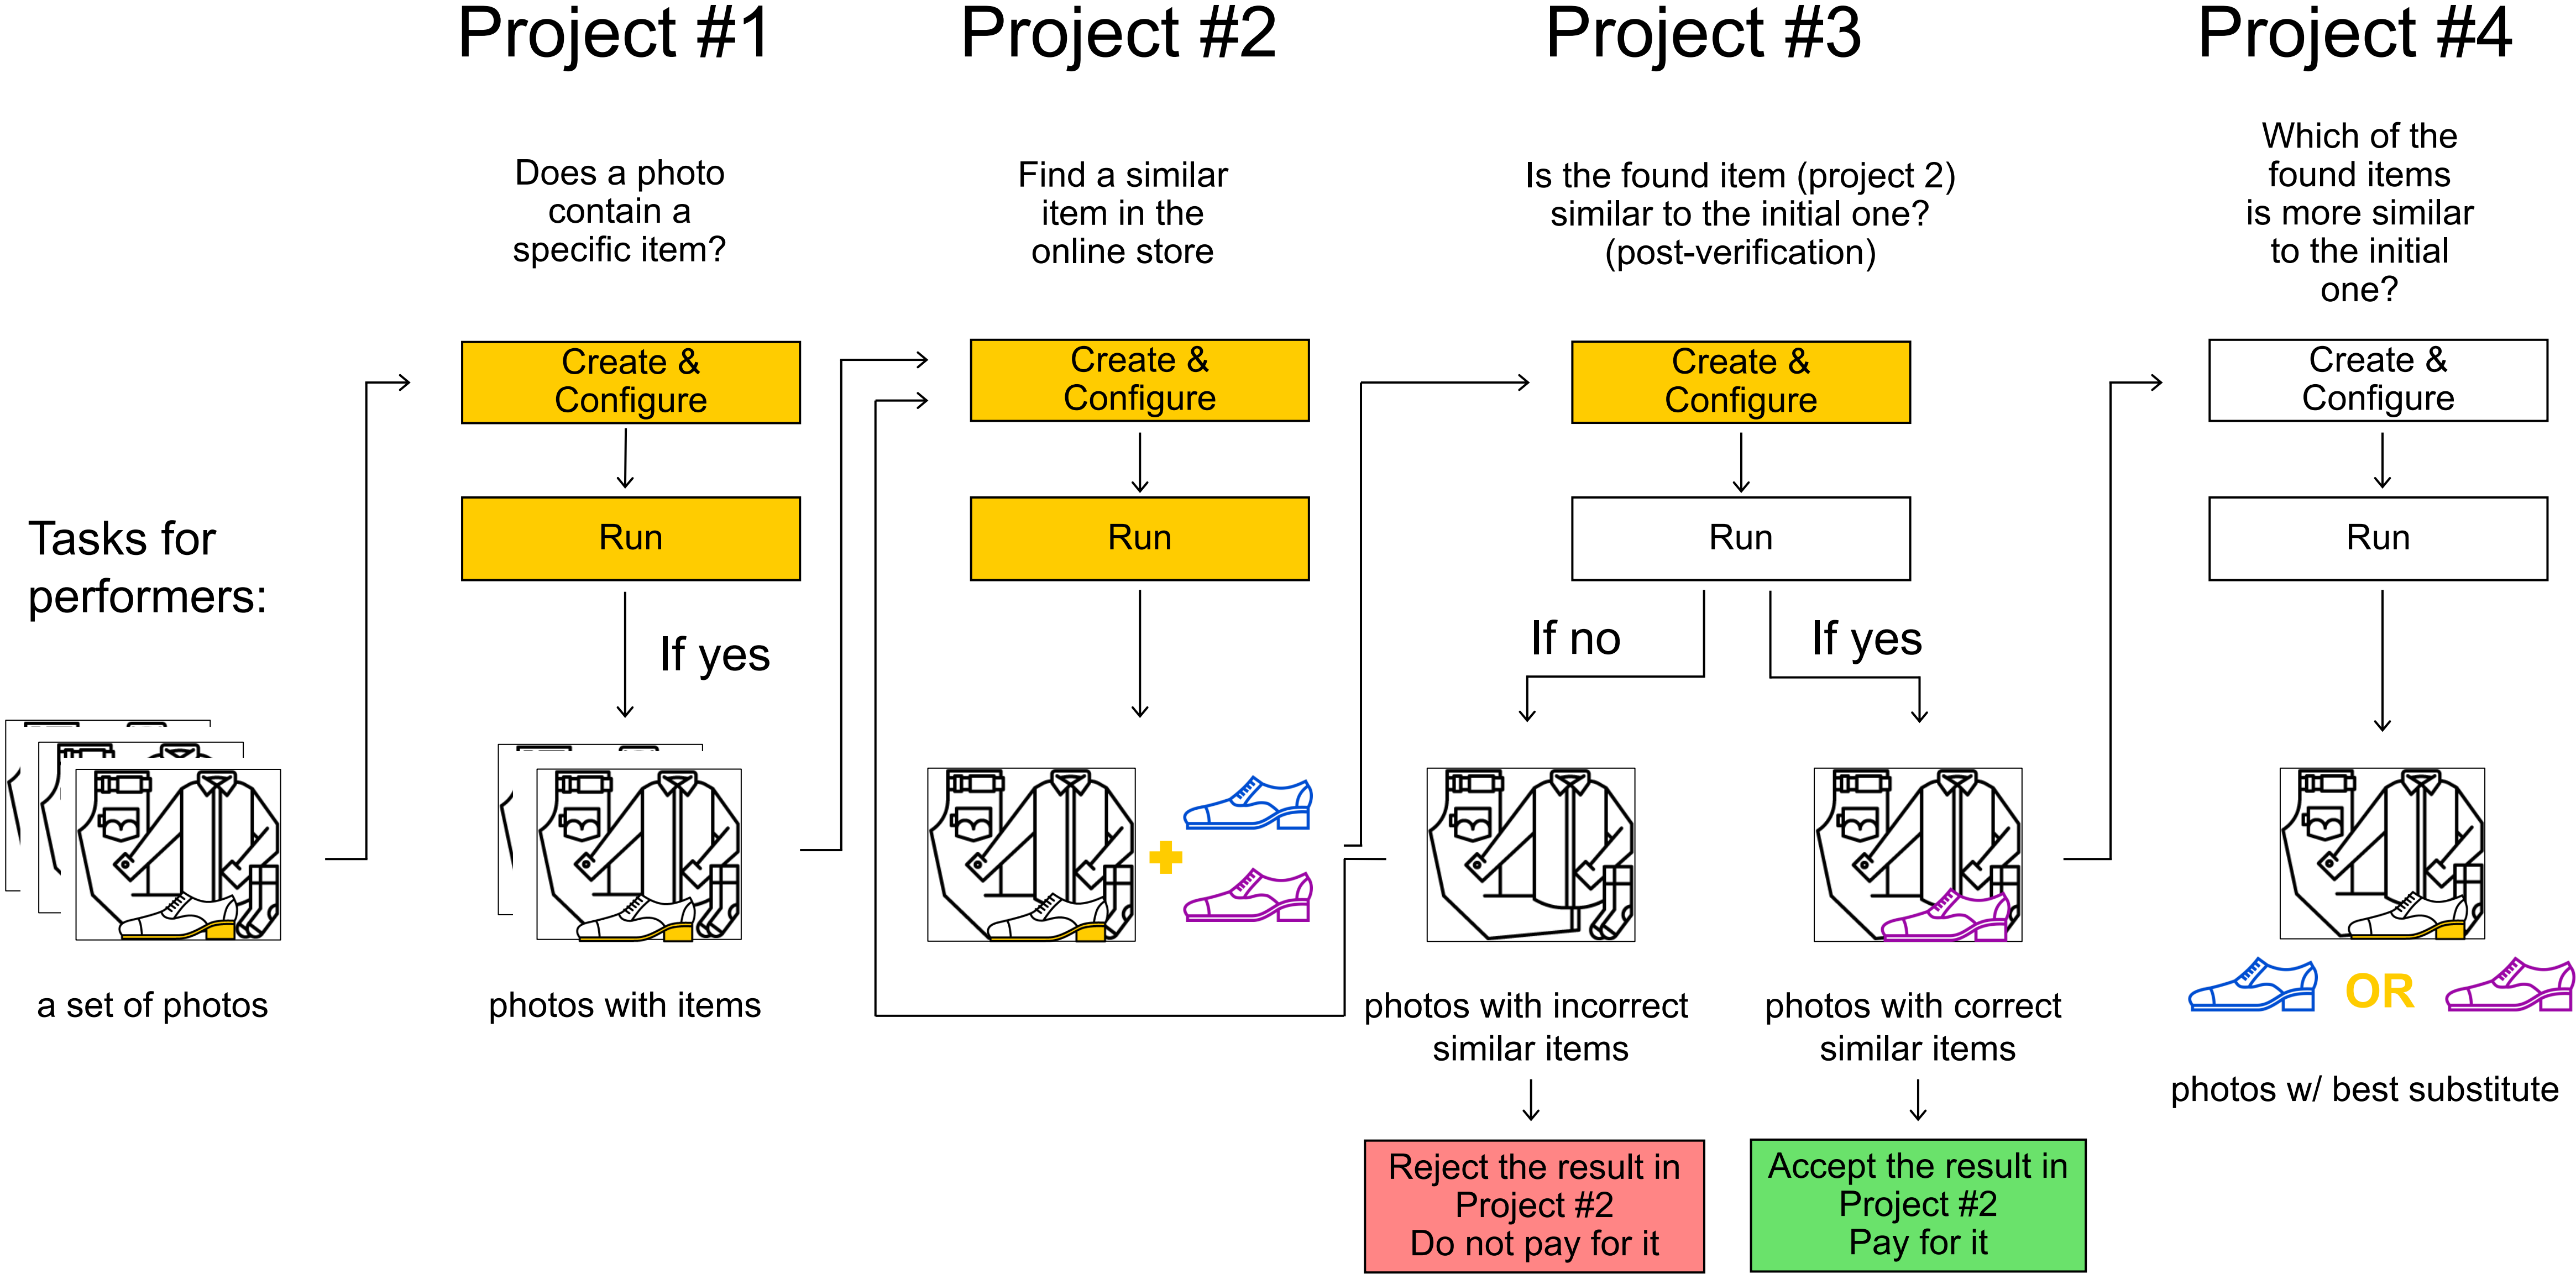 Project #1
Project #2
Project #3
Project #4
Does a photo
contain a
specific item?
Find a similar
item in the
online store
Is the found item (project 2)
similar to the initial one?
(post-verification)
Which of the
found items
is more similar
to the initial
one?
Create &
Configure
Create &
Configure
Create &
Configure
Create &
Configure
Run
Run
Run
Run
Tasks for
performers:
If yes
If no
If yes
a set of photos
photos with items
photos with incorrect
similar items
photos with correct
similar items
OR
photos w/ best substitute
Reject the result in
Project #2
Do not pay for it
Accept the result in
Project #2
Pay for it